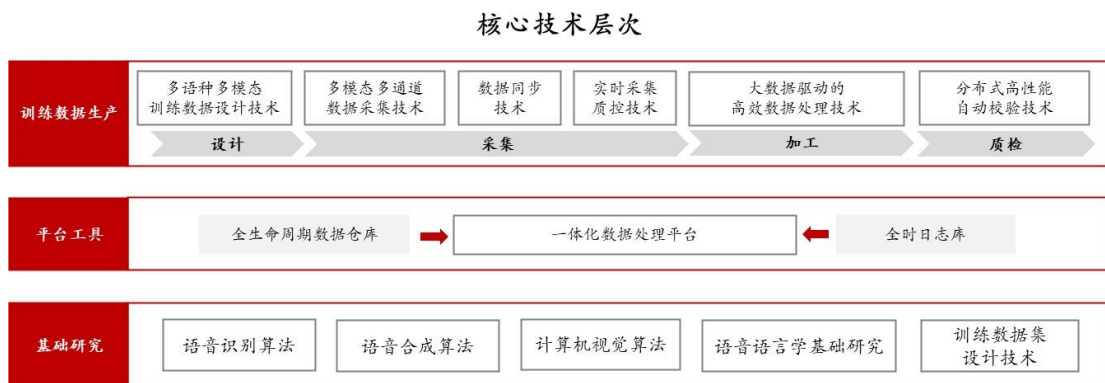 核心技术层次
训练数据生产
多语种多模态
训练数据设计技术
多模态多通道
数据采集技术
数据同步
技术
实时采集
质控技术
大数据驱动的
高效数据处理技术
分布式高性能
自动校验技术
设计
采集
加工
质检
平台工具
全生命周期数据仓库
一体化数据处理平台
全时日志库
基础研究
语音识别算法
语音合成算法
计算机视觉算法
语音语言学基础研究
训练数据集
设计技术